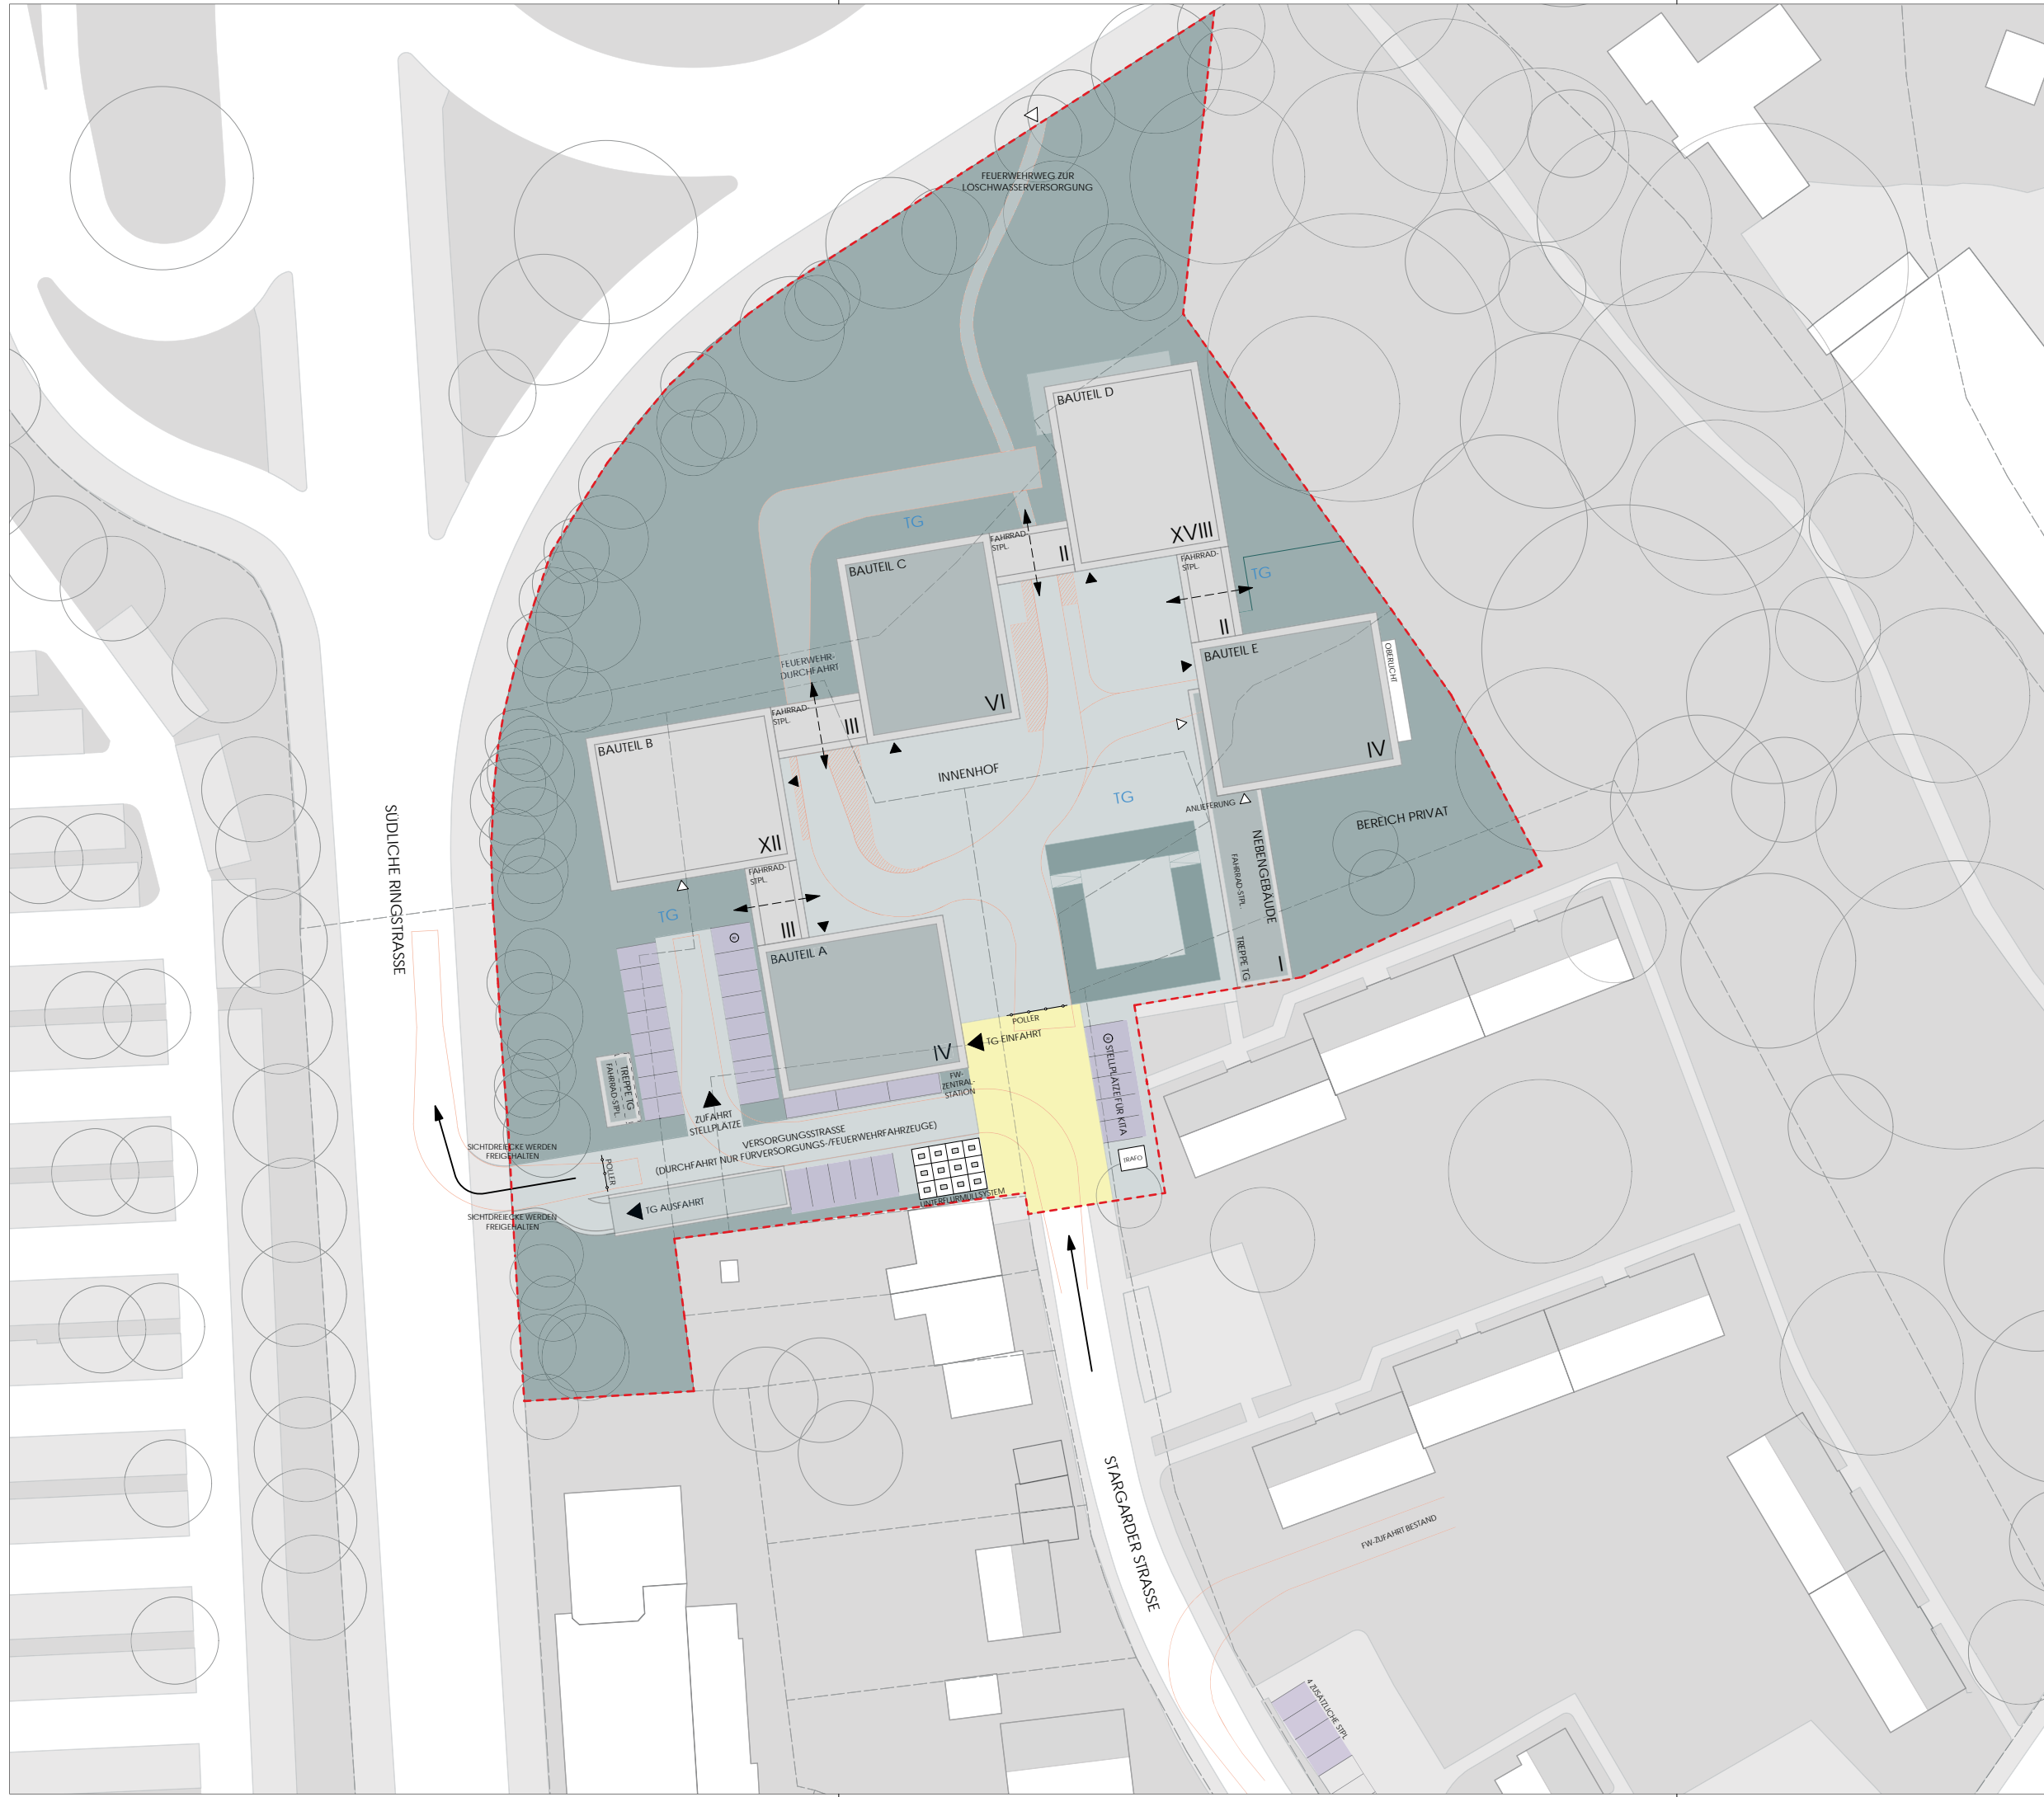 FEUERWEHRWEG ZUR
LÖSCHWASSERVERSORGUNG
BAUTEIL D
XVIII
TG
FAHRRAD-
STPL.
II
BAUTEIL C
VI
FAHRRAD-
STPL.
II
TG
BAUTEIL E
IV
OBERLICHT
FEUERWEHR-
DURCHFAHRT
FAHRRAD-
STPL.
III
BAUTEIL B
XII
INNENHOF
TG
ANLIEFERUNG
BEREICH PRIVAT
NEBENGEBÄUDE
FAHRRAD-STPL.
TREPPE TG
I
SÜDLICHE RINGSTRASSE
FAHRRAD-
STPL.
III
TG
BAUTEIL A
IV
POLLER
TG EINFAHRT
STELLPLÄTZE FÜR KITA
TRAFO
FW-
ZENTRAL-
STATION
TREPPE TG
FAHRRAD-STPL.
ZUFAHRT
STELLPLÄTZE
VERSORGUNGSSTRASSE
(DURCHFAHRT NUR FÜRVERSORGUNGS-/FEUERWEHRFAHRZEUGE)
SICHTDREIECKE WERDEN
FREIGEHALTEN
POLLER
TG AUSFAHRT
UNTERFLURMÜLLSYSTEM
SICHTDREIECKE WERDEN
FREIGEHALTEN
STARGARDER STRASSE
FW-ZUFAHRT BESTAND
4 ZUSÄTZLICHE STPL.